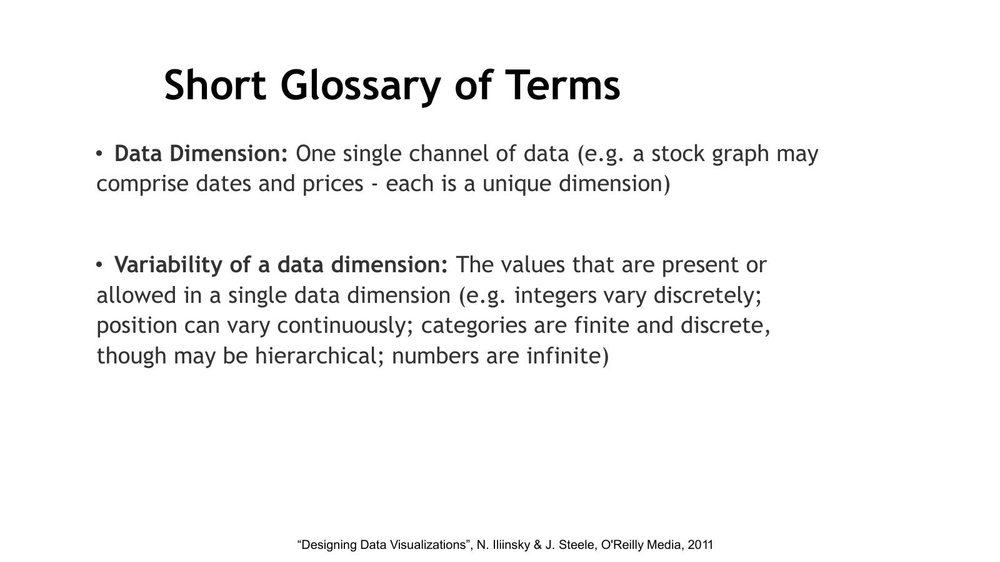 Short Glossary of Terms
• Data Dimension: One single channel of data (e.g. a stock graph may
comprise dates and prices - each is a unique dimension)
• Variability of a data dimension: The values that are present or
allowed in a single data dimension (e.g. integers vary discretely;
position can vary continuously; categories are finite and discrete,
though may be hierarchical; numbers are infinite)
“Designing Data Visualizations”, N. Iliinsky & J. Steele, O'Reilly Media, 2011